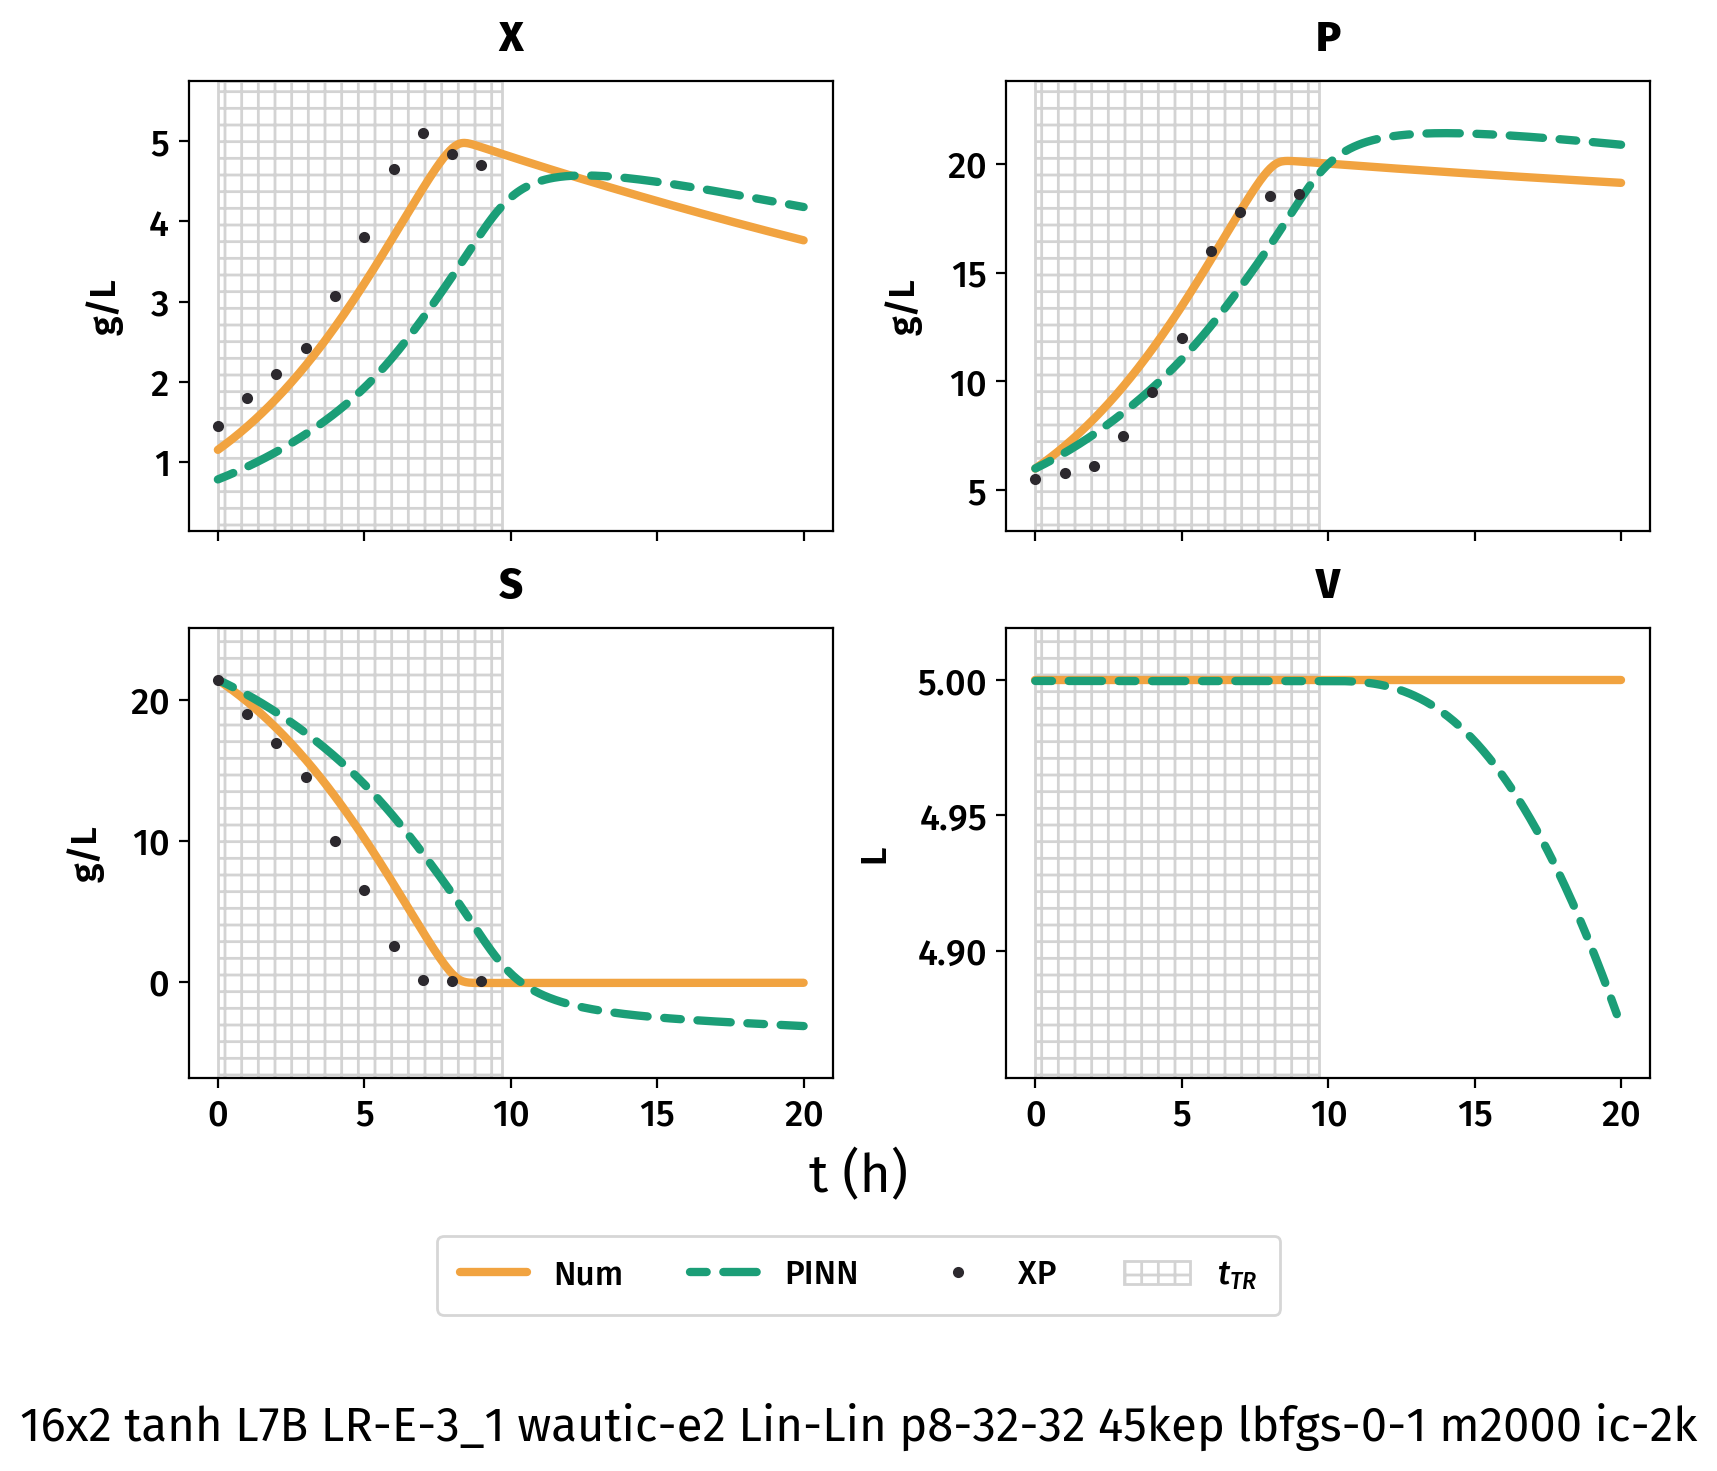 X
P
5
4
3
2
1
g/L
20
15
10
5
g/L
S
V
20
10
0
g/L
5.00
4.95
4.90
L
0 5 10 15 20
0 5 10 15 20
t (h)
Num PINN XP tTR
16x2 tanh L7B LR-E-3_1 wautic-e2 Lin-Lin p8-32-32 45kep lbfgs-0-1 m2000 ic-2k